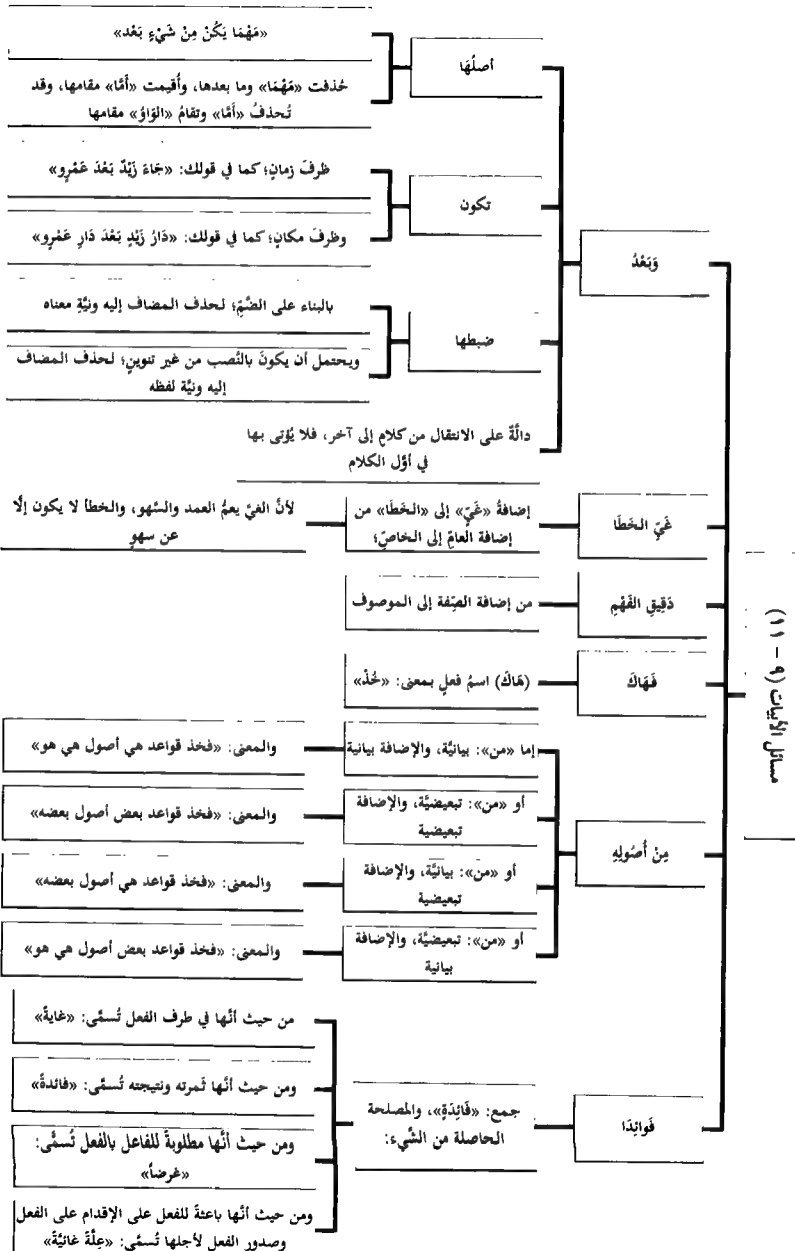 مسائل الأبيات (٩ – ١١)
وَبَعْدُ
أصلُهَا
«مَهْمَا يَكُنْ مِنْ شَيْءٍ بَعْد»
حُذفت «مَهْمَا» وما بعدها، وأُقيمت «أَمَّا» مقامها، وقد
تُحذفُ «أَمَّا» وتقامُ «الوَاوُ» مقامها
تكون
ظرفَ زمانٍ؛ كما في قولك: «جَاءَ زَيْدٌ بَعْدَ عَمْرٍو»
وظرفَ مكانٍ؛ كما في قولك: «دَارُ زَيْدٍ بَعْدَ دَارِ عَمْرٍو»
ضبطها
بالبناء على الضَّمِّ؛ لحذف المضاف إليه ونيَّةِ معناه
ويحتمل أن يكونَ بالنَّصب من غير تنوينٍ؛ لحذف المضاف
إليه ونيَّة لفظه
دالَّةٌ على الانتقال من كلامٍ إلى آخر، فلا يُؤتى بها
في أوَّل الكلام
غَيِّ الخَطَا
إضافةُ «غَيِّ» إلى «الخَطَا» من
إضافة العامِّ إلى الخاصِّ؛
لأنَّ الغيَّ يعمُّ العمد والسَّهو، والخطأ لا يكون إلَّا
عن سهوٍ
دَقِيقِ الفَهْمِ
من إضافة الصِّفة إلى الموصوف
فَهَاكَ
(هَاكَ) اسمُ فعلٍ بمعنى: «خُذْ»
مِنْ أُصُولِهِ
إما «من»: بيانيَّة، والإضافة بيانية
والمعنى: «فخذ قواعد هي أصول هي هو»
أو «من»: تبعيضيَّة، والإضافة
تبعيضية
والمعنى: «فخذ قواعد بعض أصول بعضه»
أو «من»: بيانيَّة، والإضافة
تبعيضية
والمعنى: «فخذ قواعد هي أصول بعضه»
أو «من»: تبعيضيَّة، والإضافة
بيانية
والمعنى: «فخذ قواعد بعض أصول هي هو»
فَوائِدَا
جمع: «فَائِدَةٍ»، والمصلحة
الحاصلة من الشَّيء:
من حيث أنَّها في طرف الفعل تُسمَّى: «غايةً»
ومن حيث أنَّها ثمرته ونتيجته تُسمَّى: «فائدةً»
ومن حيث أنَّها مطلوبةً للفاعل بالفعل تُسمَّى:
«غرضاً»
ومن حيث أنَّها باعثةً للفعل على الإقدام على الفعل
وصدور الفعل لأجلها تُسمَّى: «عِلَّةً غائيَّةً»